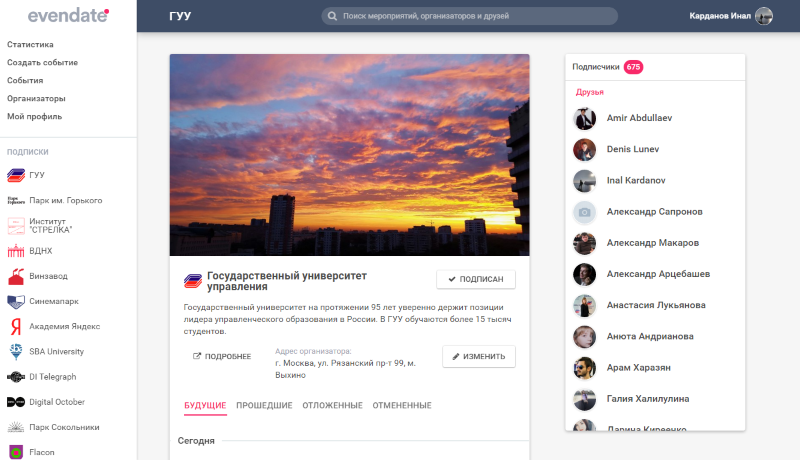 evendate
ГУУ
Поиск мероприятий, организаторов и друзей
Карданов Инал
Статистика
Создать событие
События
Организаторы
Мой профиль
ПОДПИСКИ
ГУУ
Парк им. Горького
Институт
"СТРЕЛКА"
ВДНХ
Винзавод
Синемапарк
Академия Яндекс
SBA University
DI Telegraph
Digital October
Парк Сокольники
Flacon
Государственный университет
управления
ПОДПИСАН
Государственный университет на протяжении 95 лет уверенно держит позиции
лидера управленческого образования в России. В ГУУ обучаются более 15 тысяч
студентов.
ПОДРОБНЕЕ
Адрес организатора:
г. Москва, ул. Рязанский пр-т 99, м.
Выхино
ИЗМЕНИТЬ
БУДУЩИЕ ПРОШЕДШИЕ ОТЛОЖЕННЫЕ ОТМЕНЕННЫЕ
Сегодня
Подписчики 675
Друзья
Amir Abdullaev
Denis Lunev
Inal Kardanov
Александр Сапронов
Александр Макаров
Александр Арцебашев
Анастасия Лукьянова
Анюта Андрианова
Арам Харазян
Галия Халилулина
Дарина Киреенко